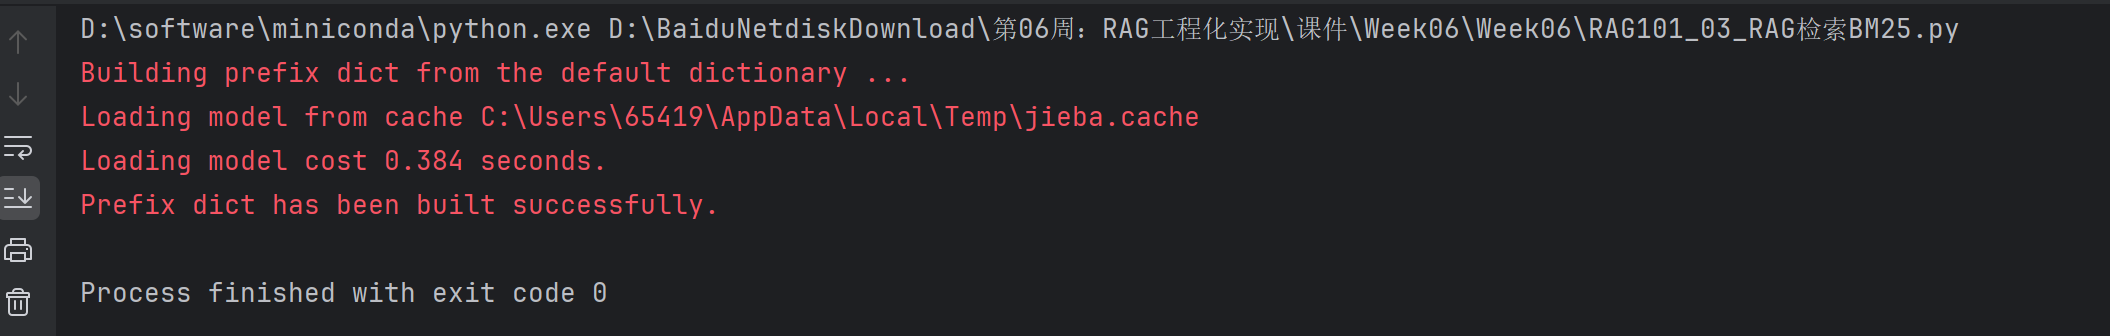 D:\software\miniconda\python.exe D:\BaiduNetdiskDownload\第06周：RAG工程化实现\课件\Week06\Week06\RAG101_03_RAG检索BM25.py
Building prefix dict from the default dictionary ...
Loading model from cache C:\Users\65419\AppData\Local\Temp\jieba.cache
Loading model cost 0.384 seconds.
Prefix dict has been built successfully.
Process finished with exit code 0